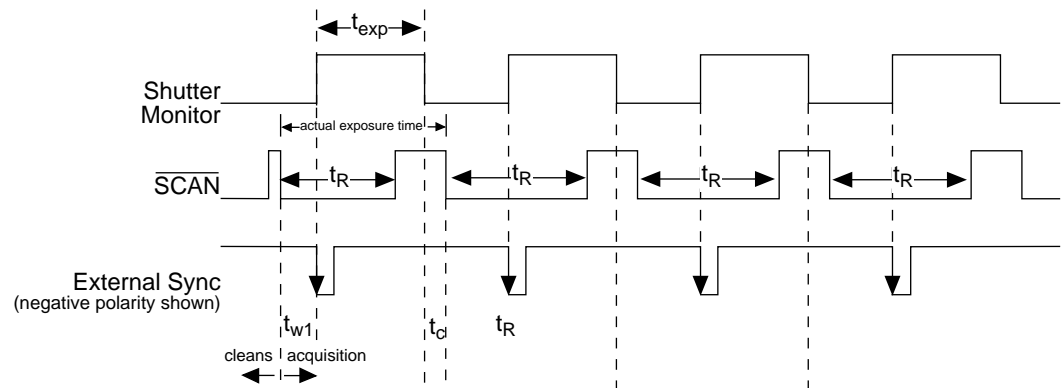 t_exp
Shutter
Monitor
actual exposure time
SCAN
t_R
t_R
t_R
t_R
External Sync
(negative polarity shown)
t_w1
t_c
t_R
cleans
acquisition